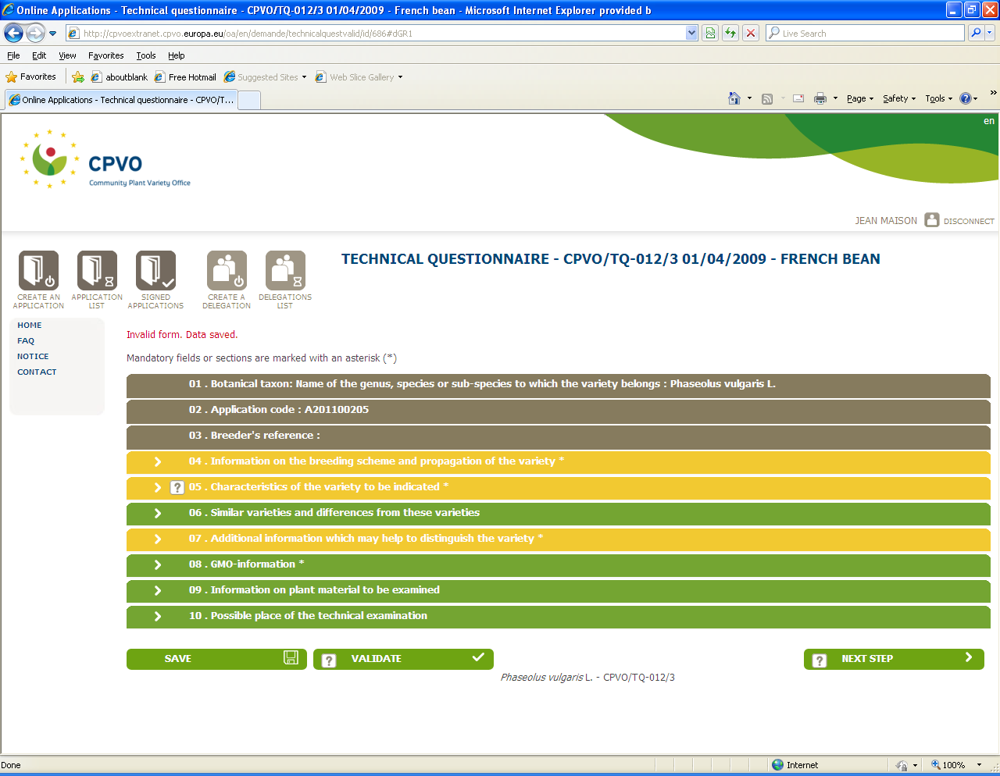 Online Applications - Technical questionnaire - CPVO/TQ-012/3 01/04/2009 - French bean - Microsoft Internet Explorer provided b
http://cpvoextranet.cpvo.europa.eu/oa/en/demande/technicalquestvalid/id/686#dGR1
Live Search
File Edit View Favorites Tools Help
Favorites aboutblank Free Hotmail Suggested Sites Web Slice Gallery
Online Applications - Technical questionnaire - CPVO/T...
Page Safety Tools
en
CPVO
Community Plant Variety Office
JEAN MAISON DISCONNECT
TECHNICAL QUESTIONNAIRE - CPVO/TQ-012/3 01/04/2009 - FRENCH BEAN
CREATE AN APPLICATION
APPLICATION LIST
SIGNED APPLICATIONS
CREATE A DELEGATION
DELEGATIONS LIST
HOME
FAQ
NOTICE
CONTACT
Invalid form. Data saved.
Mandatory fields or sections are marked with an asterisk (*)
01 . Botanical taxon: Name of the genus, species or sub-species to which the variety belongs : Phaseolus vulgaris L.
02 . Application code : A201100205
03 . Breeder's reference :
04 . Information on the breeding scheme and propagation of the variety *
? 05 . Characteristics of the variety to be indicated *
06 . Similar varieties and differences from these varieties
07 . Additional information which may help to distinguish the variety *
08 . GMO-information *
09 . Information on plant material to be examined
10 . Possible place of the technical examination
SAVE
? VALIDATE
? NEXT STEP
Phaseolus vulgaris L. - CPVO/TQ-012/3
Done
Internet
100%